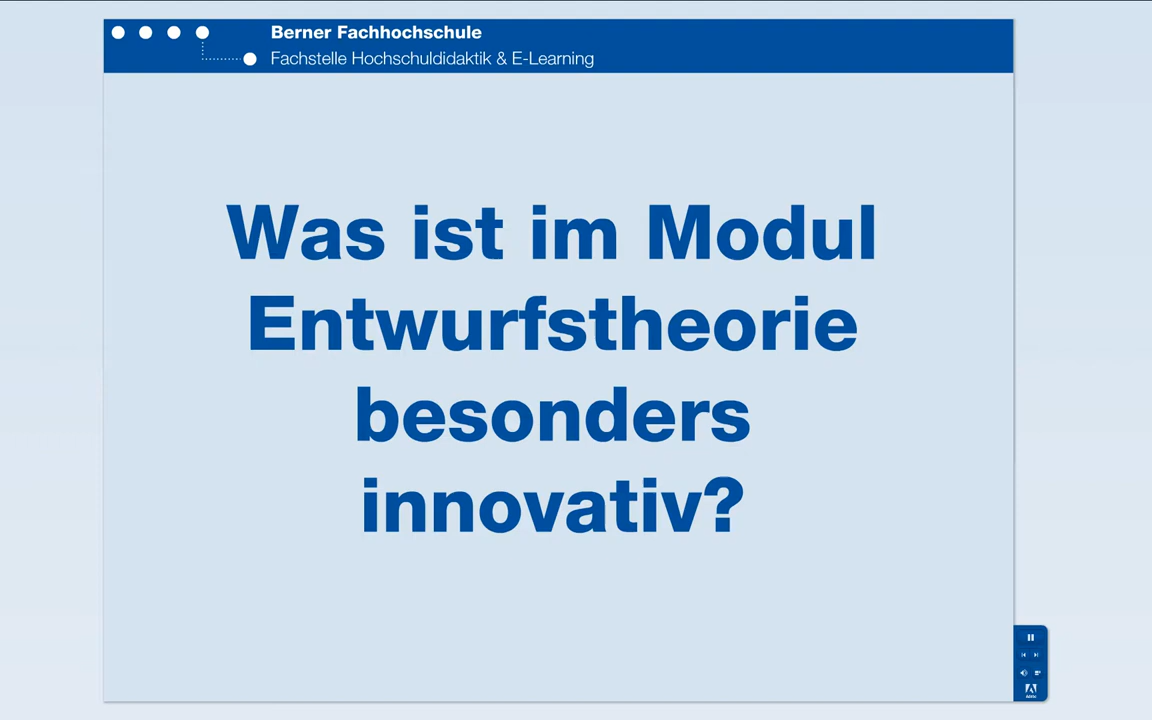 Berner Fachhochschule
Fachstelle Hochschuldidaktik & E-Learning
Was ist im Modul
Entwurfstheorie
besonders
innovativ?